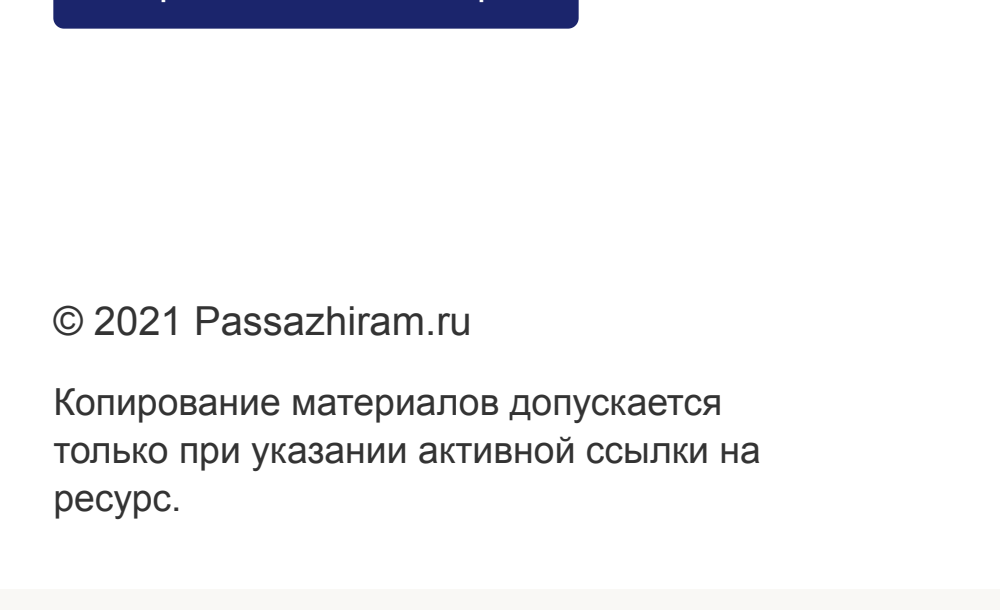 © 2021 Passazhiram.ru
Копирование материалов допускается
только при указании активной ссылки на
ресурс.